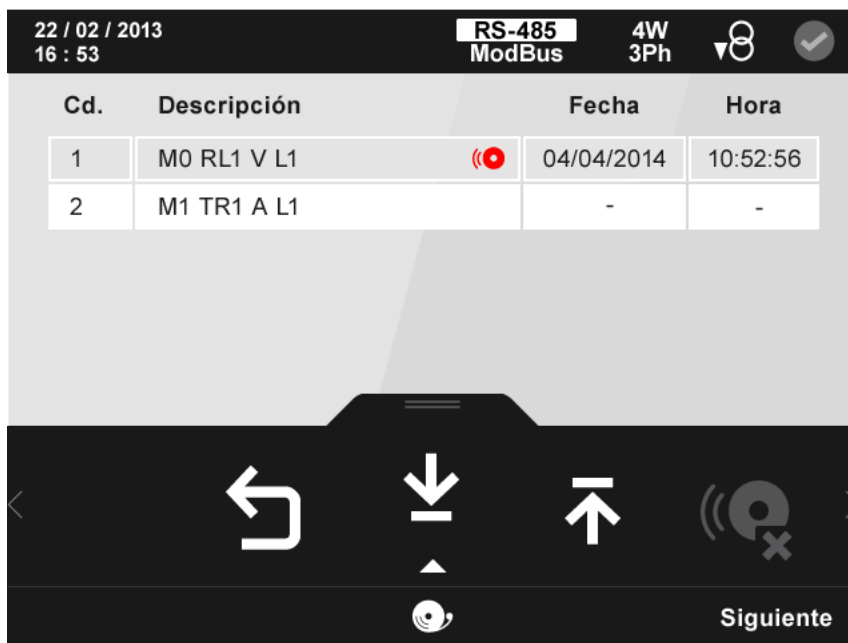 22 / 02 / 2013 RS-485 4W
16 : 53 ModBus 3Ph
Cd. Descripción Fecha Hora
1 M0 RL1 V L1 04/04/2014 10:52:56
2 M1 TR1 A L1 - -
Siguiente